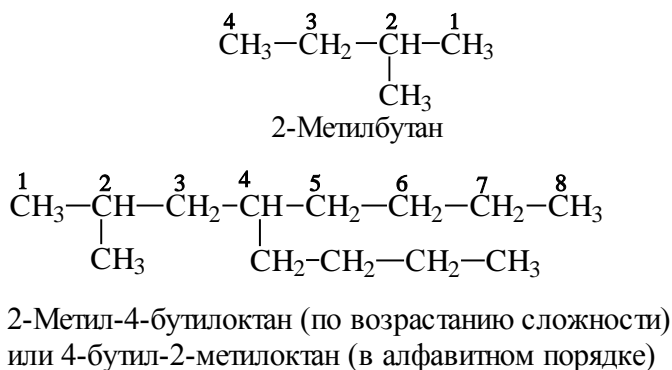 4 3 2 1
CH₃—CH₂—CH—CH₃
CH₃
2-Метилбутан
1 2 3 4 5 6 7 8
CH₃—CH—CH₂—CH—CH₂—CH₂—CH₂—CH₃
CH₃ CH₂—CH₂—CH₂—CH₃
2-Метил-4-бутилоктан (по возрастанию сложности)
или 4-бутил-2-метилоктан (в алфавитном порядке)